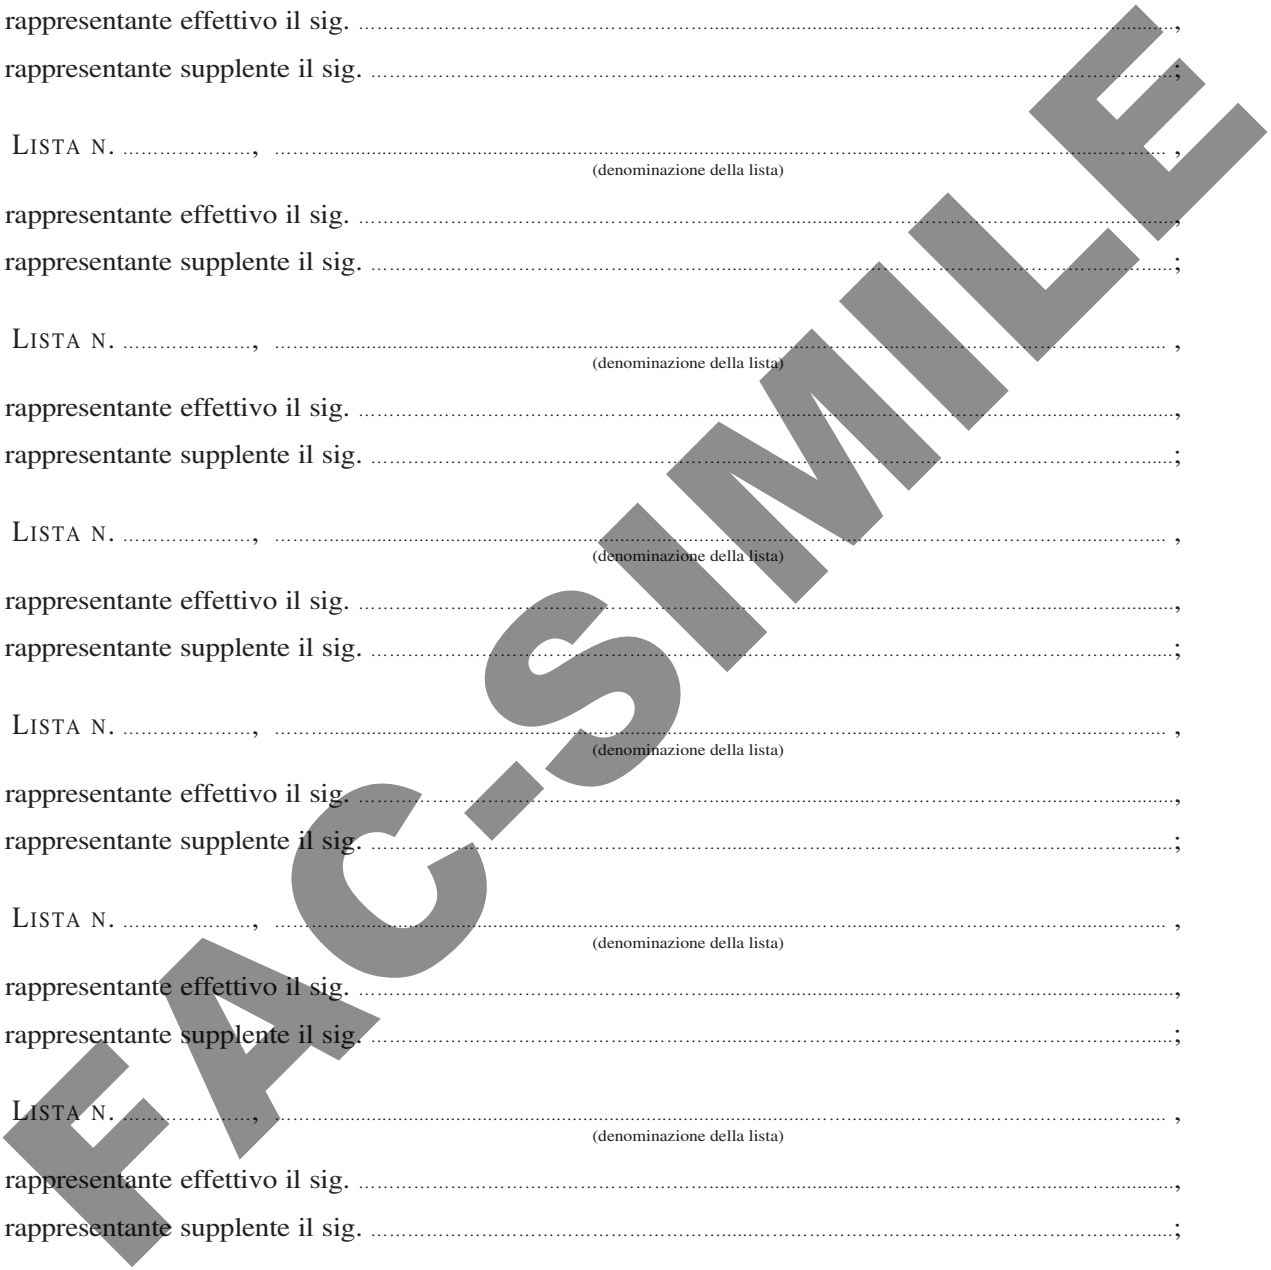 rappresentante effettivo il sig. ........................................,
rappresentante supplente il sig. ........................................;
LISTA N. ...................., ........................................ ,
(denominazione della lista)
rappresentante effettivo il sig. ........................................,
rappresentante supplente il sig. ........................................;
LISTA N. ...................., ........................................ ,
(denominazione della lista)
rappresentante effettivo il sig. ........................................,
rappresentante supplente il sig. ........................................;
LISTA N. ...................., ........................................ ,
(denominazione della lista)
rappresentante effettivo il sig. ........................................,
rappresentante supplente il sig. ........................................;
LISTA N. ...................., ........................................ ,
(denominazione della lista)
rappresentante effettivo il sig. ........................................,
rappresentante supplente il sig. ........................................;
LISTA N. ...................., ........................................ ,
(denominazione della lista)
rappresentante effettivo il sig. ........................................,
rappresentante supplente il sig. ........................................;
LISTA N. ...................., ........................................ ,
(denominazione della lista)
rappresentante effettivo il sig. ........................................,
rappresentante supplente il sig. ........................................;
FAC-SIMILE